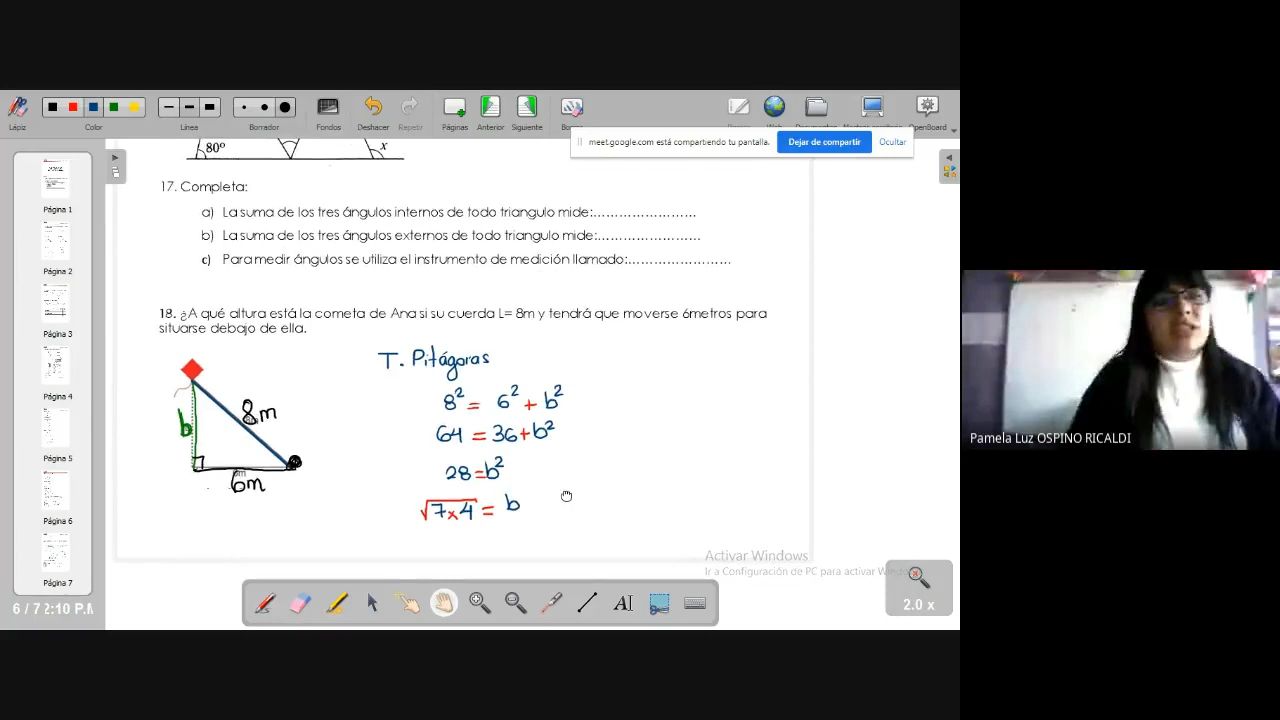 Lápiz
Color
Línea
Borrador
Fondos
Deshacer
Repetir
Páginas
Anterior
Siguiente
OpenBoard
meet.google.com está compartiendo tu pantalla.
Dejar de compartir
Ocultar
80º
x
17. Completa:
a) La suma de los tres ángulos internos de todo triangulo mide:……………………
b) La suma de los tres ángulos externos de todo triangulo mide:……………………
c) Para medir ángulos se utiliza el instrumento de medición llamado:……………………
18. ¿A qué altura está la cometa de Ana si su cuerda L= 8m y tendrá que moverse 6metros para
situarse debajo de ella.
T. Pitágoras
8² = 6² + b²
64 = 36 + b²
28 = b²
√7x4 = b
b
8m
6m
Página 1
Página 2
Página 3
Página 4
Página 5
Página 6
Página 7
6 / 7 2:10 P.M
Activar Windows
Ir a Configuración de PC para activar
2.0 x
Pamela Luz OSPINO RICALDI